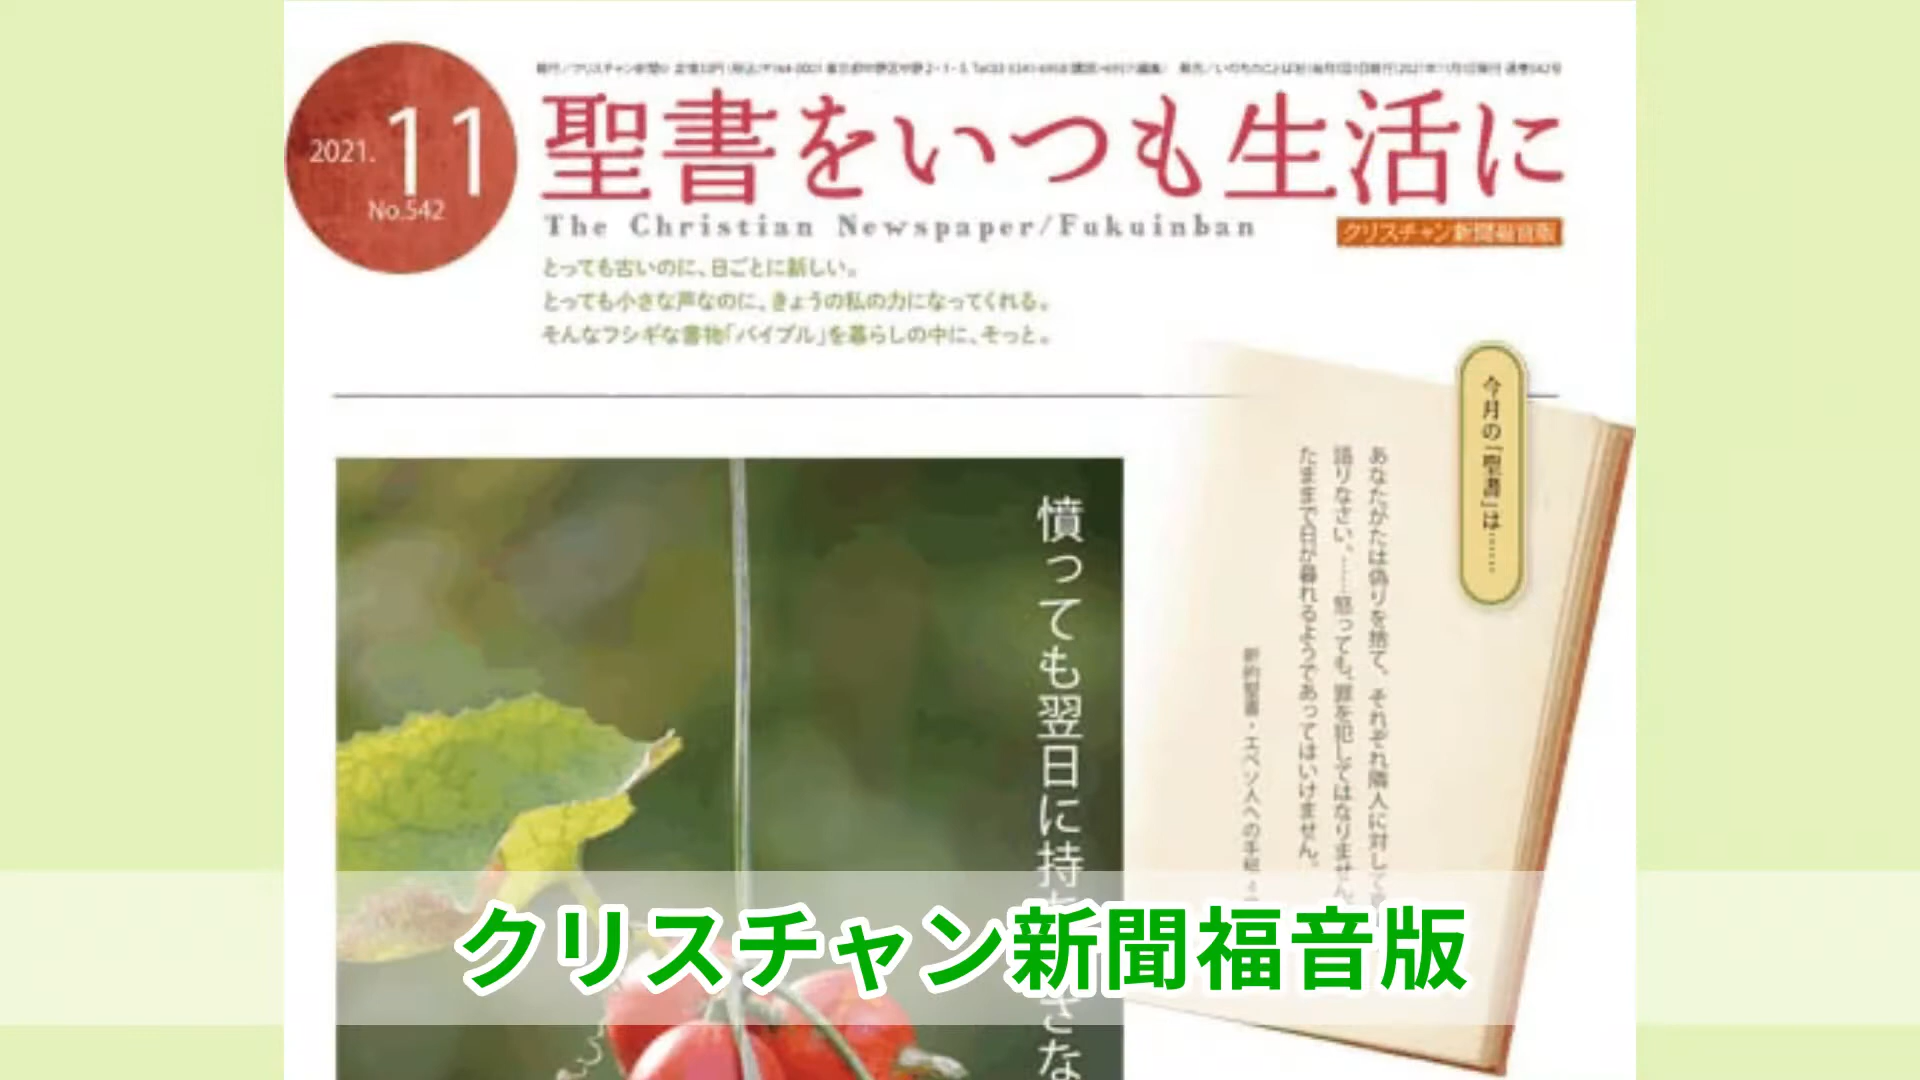 2021. 11
No.542
聖書をいつも生活に
The Christian Newspaper/Fukuinban
クリスチャン新聞福音版
とっても古いのに、日ごとに新しい。
とっても小さな声なのに、きょうの私の力になってくれる。
そんなフシギな書物「バイブル」を暮らしの中に、そっと。
今月の「聖書」は……
あなたがたは偽りを捨て、それぞれ隣人に対して
語りなさい。……怒っても、罪を犯してはなりません。
たままで日が暮れるようであってはいけません。
新約聖書・エペソ人への手紙
憤っても翌日に持ち
さな
クリスチャン新聞福音版